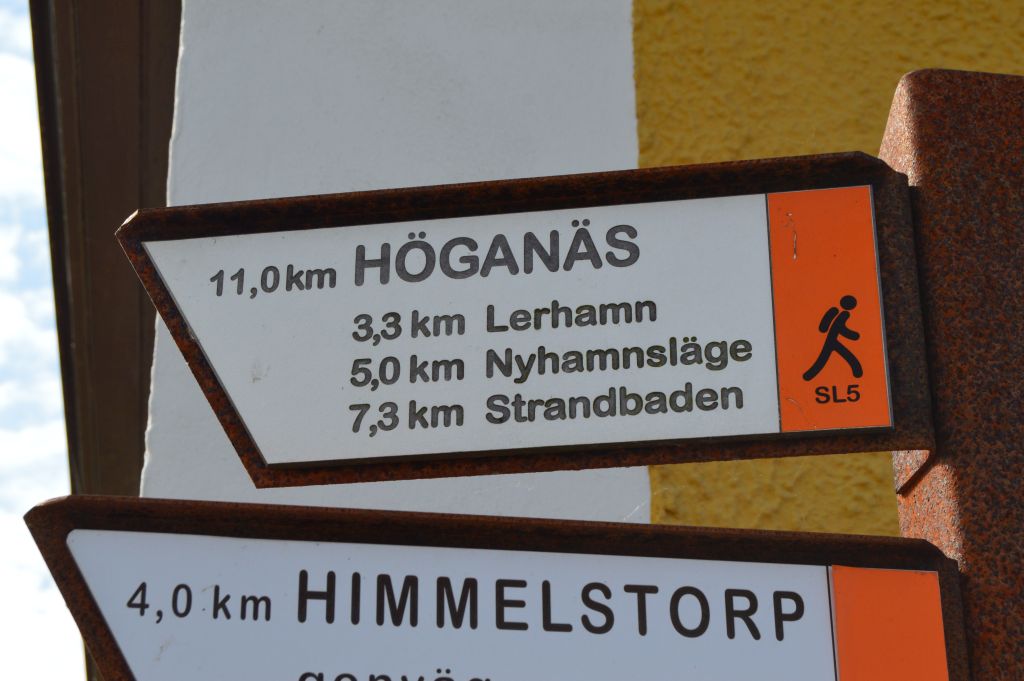 11,0 km HÖGANÄS
3,3 km Lerhamn
5,0 km Nyhamnsläge
7,3 km Strandbaden
SL5
4,0 km HIMMELSTORP